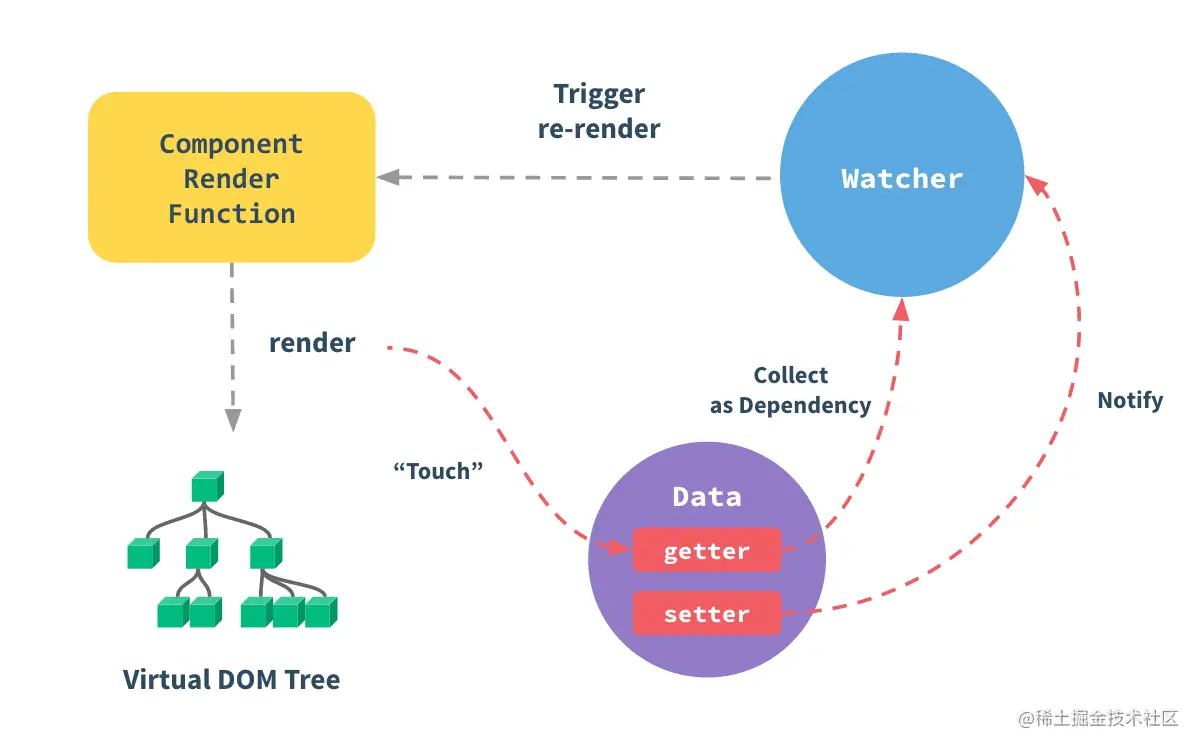 Trigger
re-render
Component
Render
Function
Watcher
render
Collect
as Dependency
Notify
“Touch”
Data
getter
setter
Virtual DOM Tree
@稀土掘金技术社区